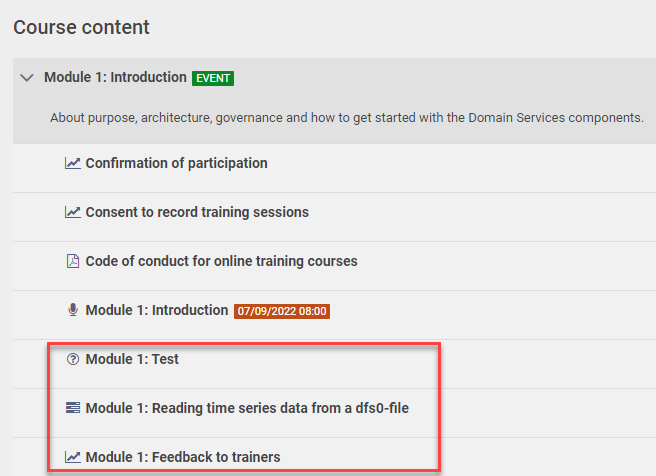 Course content
Module 1: Introduction EVENT
About purpose, architecture, governance and how to get started with the Domain Services components.
Confirmation of participation
Consent to record training sessions
Code of conduct for online training courses
Module 1: Introduction 07/09/2022 08:00
Module 1: Test
Module 1: Reading time series data from a dfs0-file
Module 1: Feedback to trainers